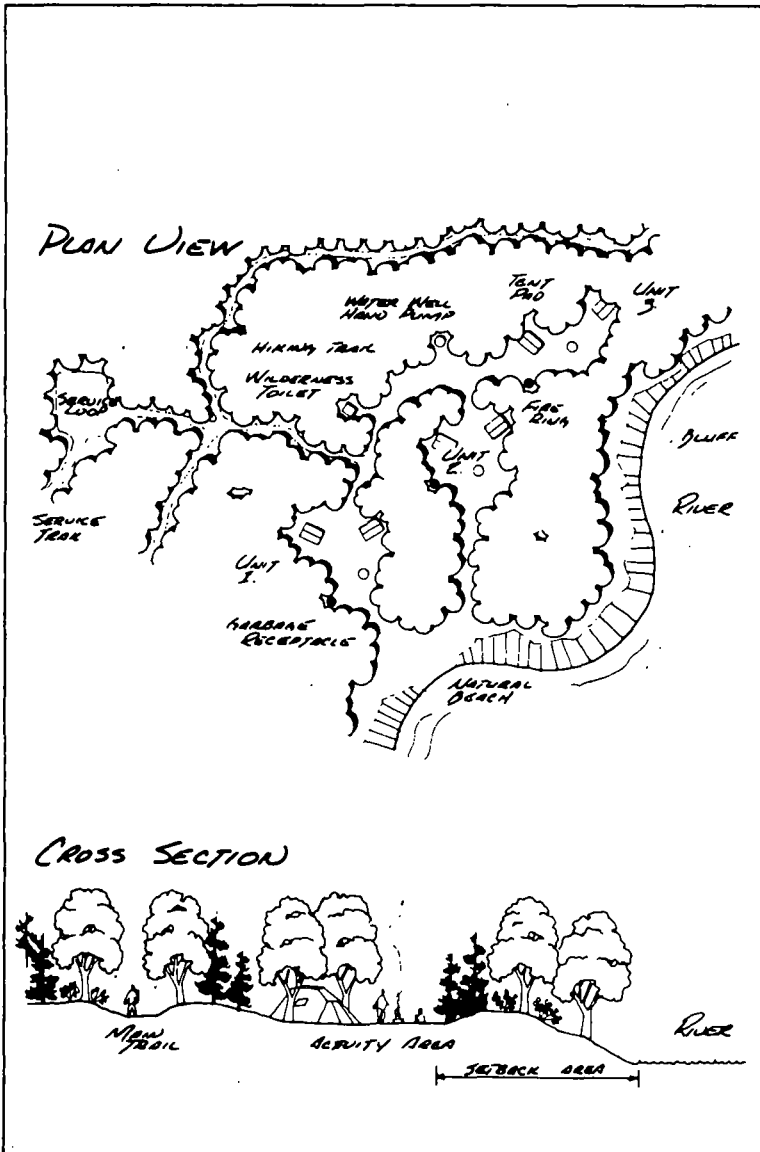 PLAN VIEW
TENT
PAD
UNIT
3.
WATER WELL
HAND PUMP
HIKING TRAIL
WILDERNESS
TOILET
SERVICE
LOOP
FIRE
RING
BLUFF
UNIT
2.
RIVER
SERVICE
TRAIL
UNIT
1.
GARBAGE
RECEPTACLE
NATURAL
BEACH
CROSS SECTION
MAIN
TRAIL
ACTIVITY AREA
RIVER
SETBACK AREA